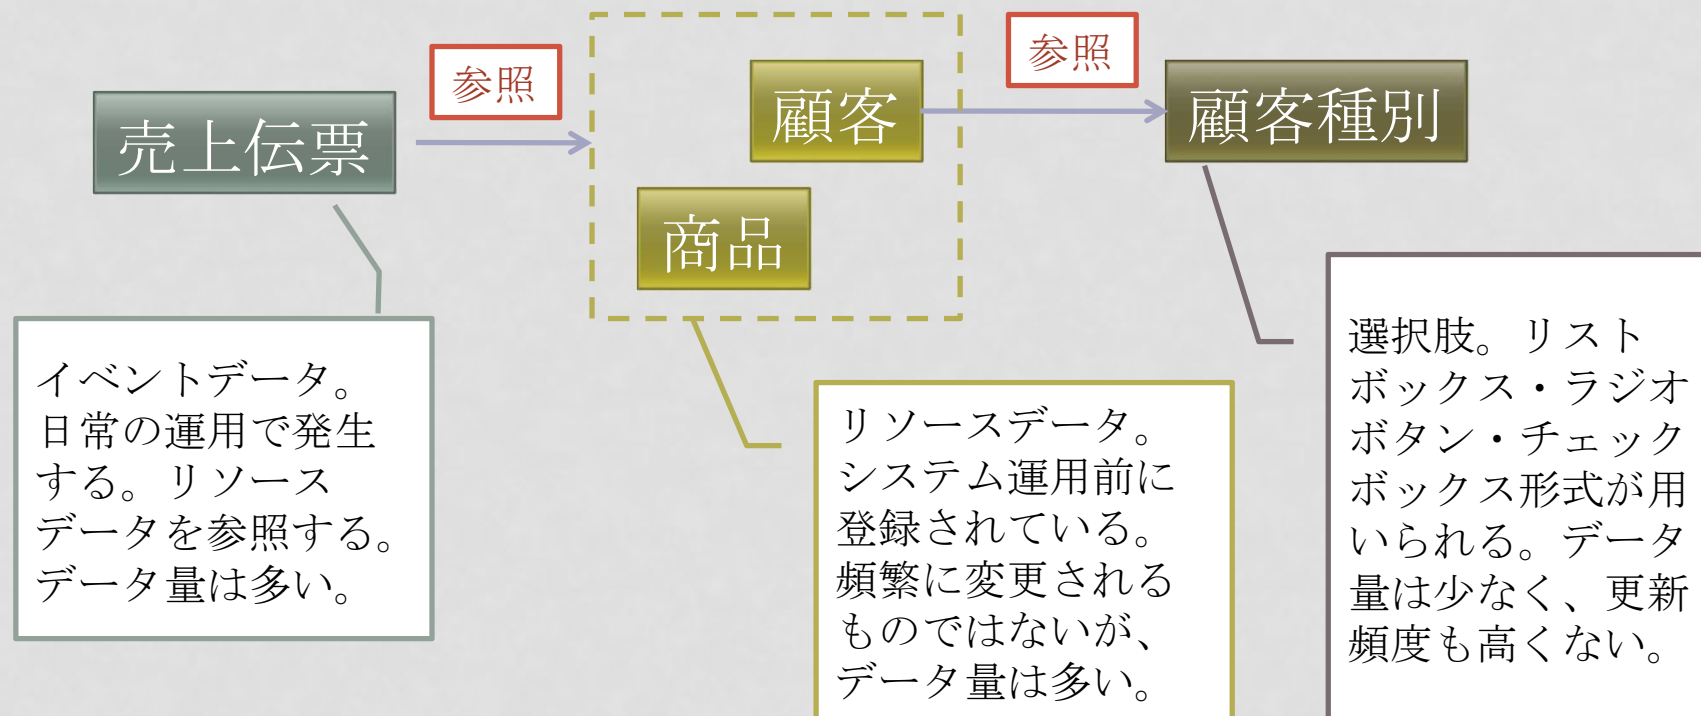 売上伝票
参照
顧客
商品
参照
顧客種別
イベントデータ。
日常の運用で発生
する。リソース
データを参照する。
データ量は多い。
リソースデータ。
システム運用前に
登録されている。
頻繁に変更される
ものではないが、
データ量は多い。
選択肢。リスト
ボックス・ラジオ
ボタン・チェック
ボックス形式が用
いられる。データ
量は少なく、更新
頻度も高くない。